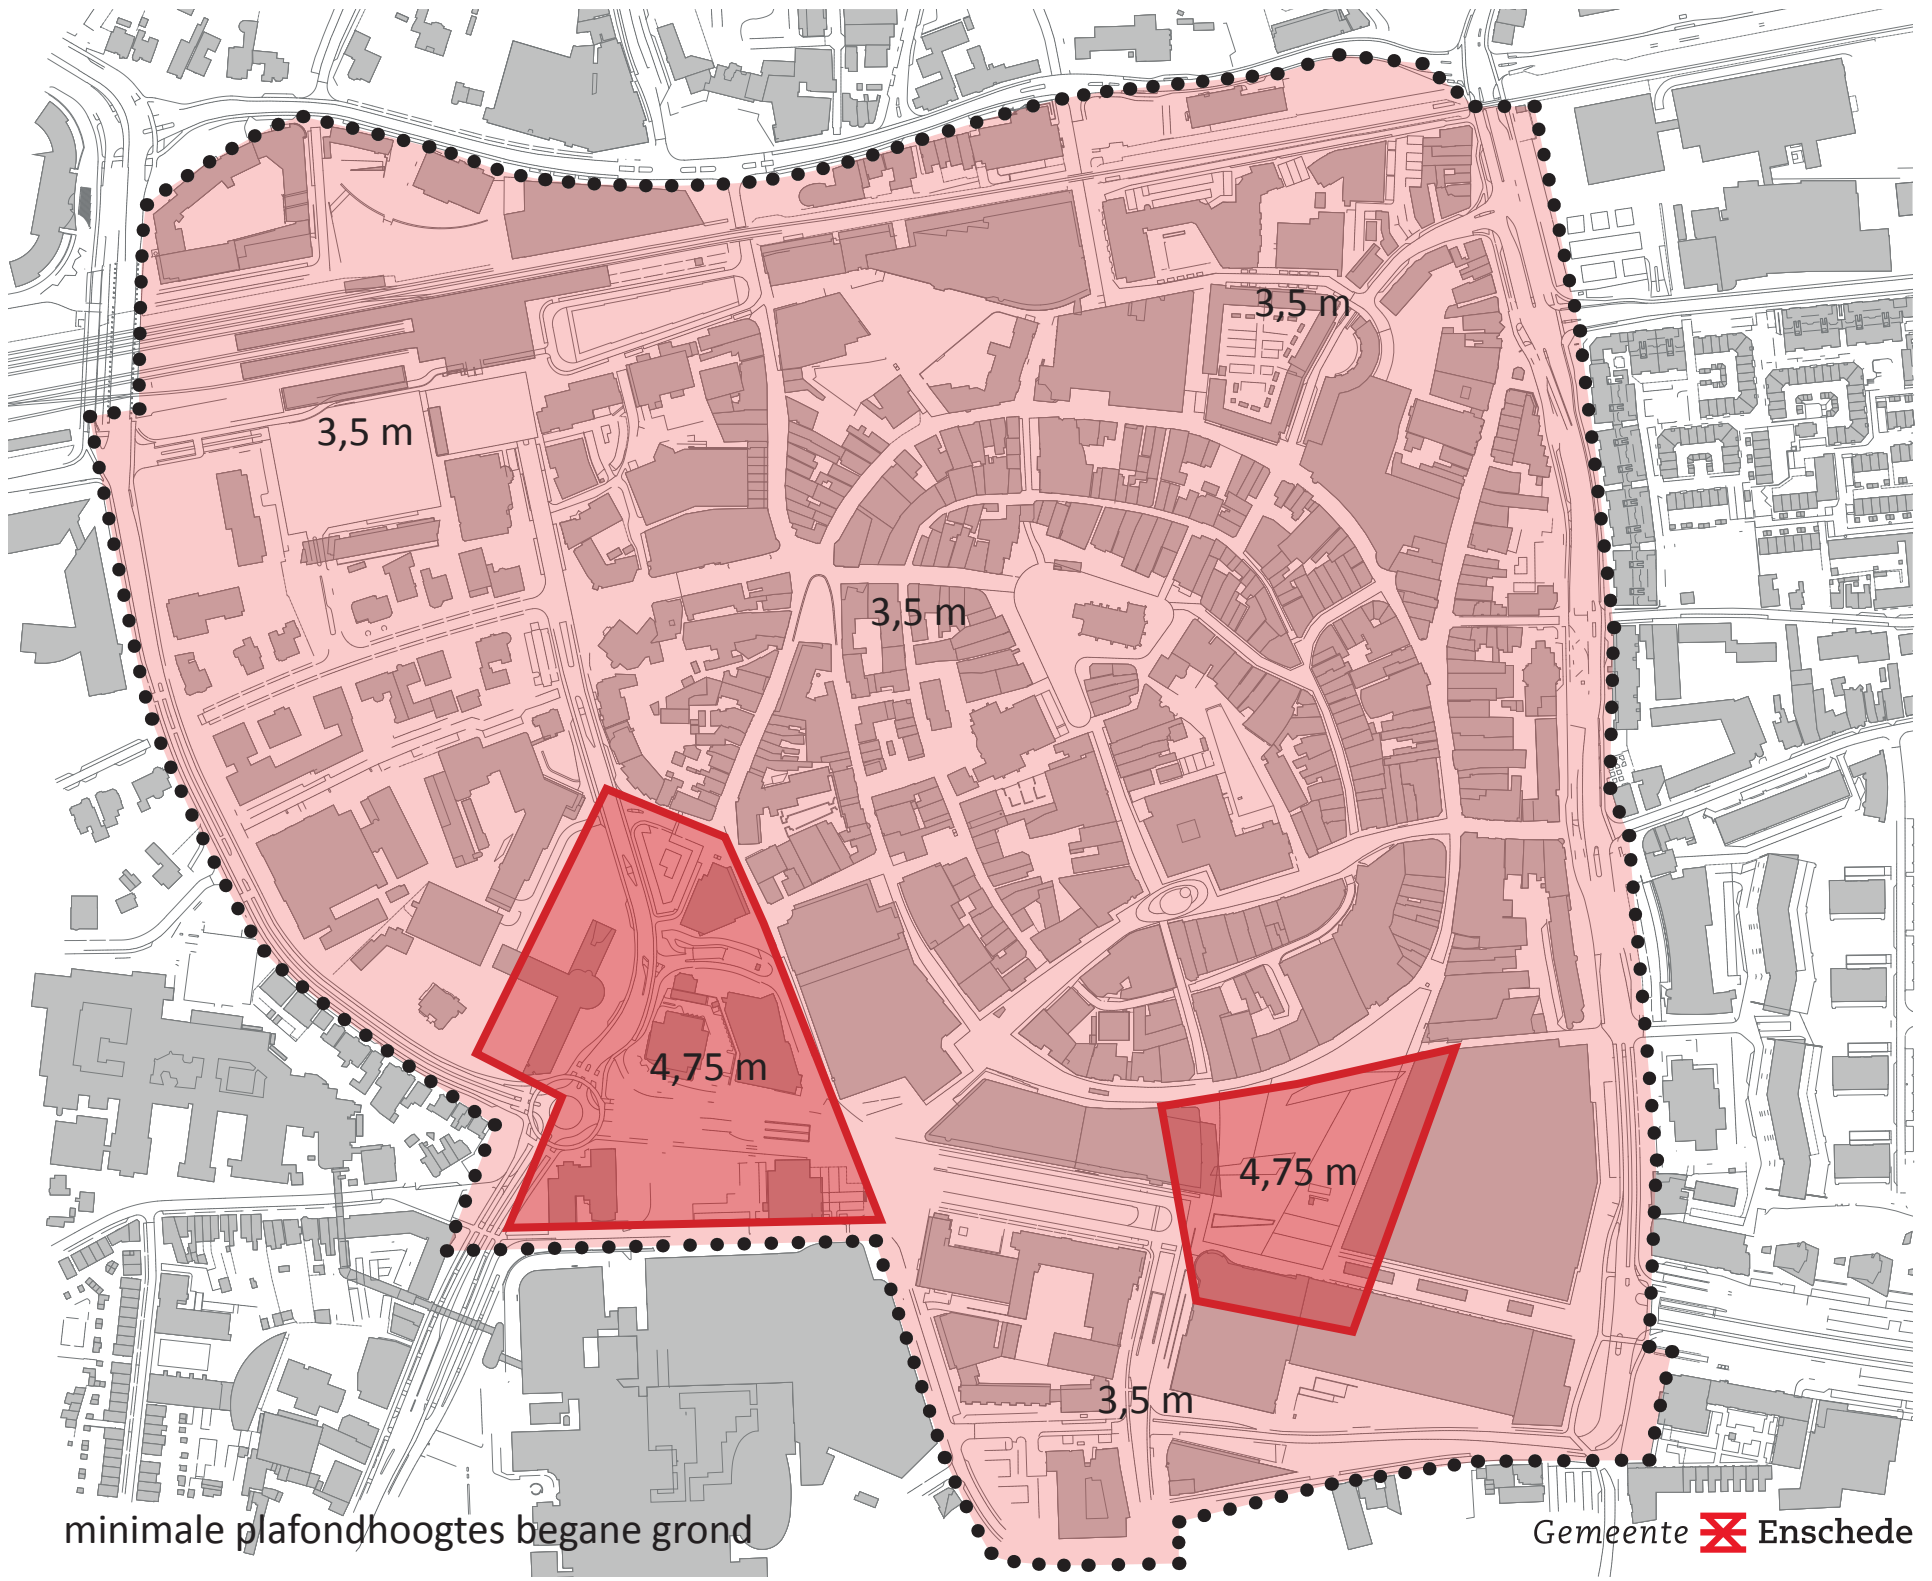 3,5 m
3,5 m
3,5 m
4,75 m
4,75 m
3,5 m
minimale plafondhoogtes begane grond
Gemeente Enschede